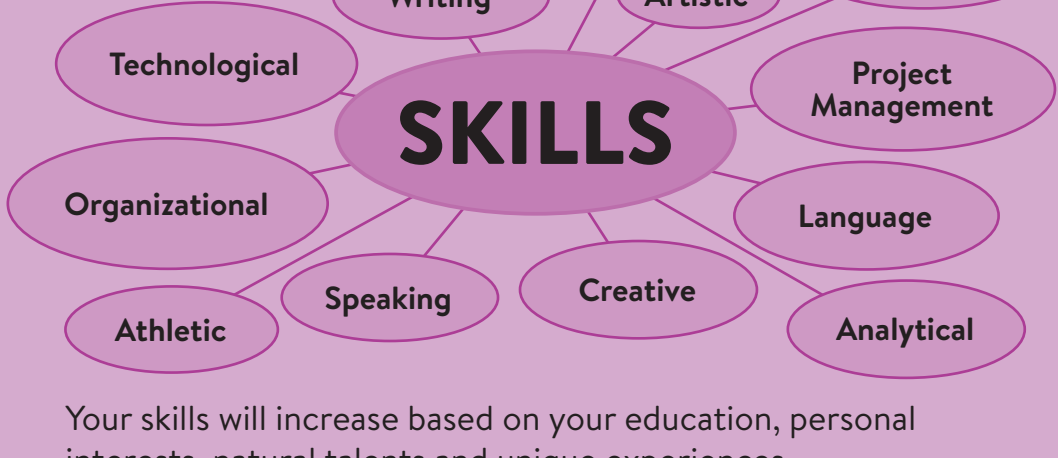 Writing
Artistic
Technological
Project
Management
SKILLS
Organizational
Language
Speaking
Creative
Athletic
Analytical
Your skills will increase based on your education, personal
interests, natural talents and unique experiences.